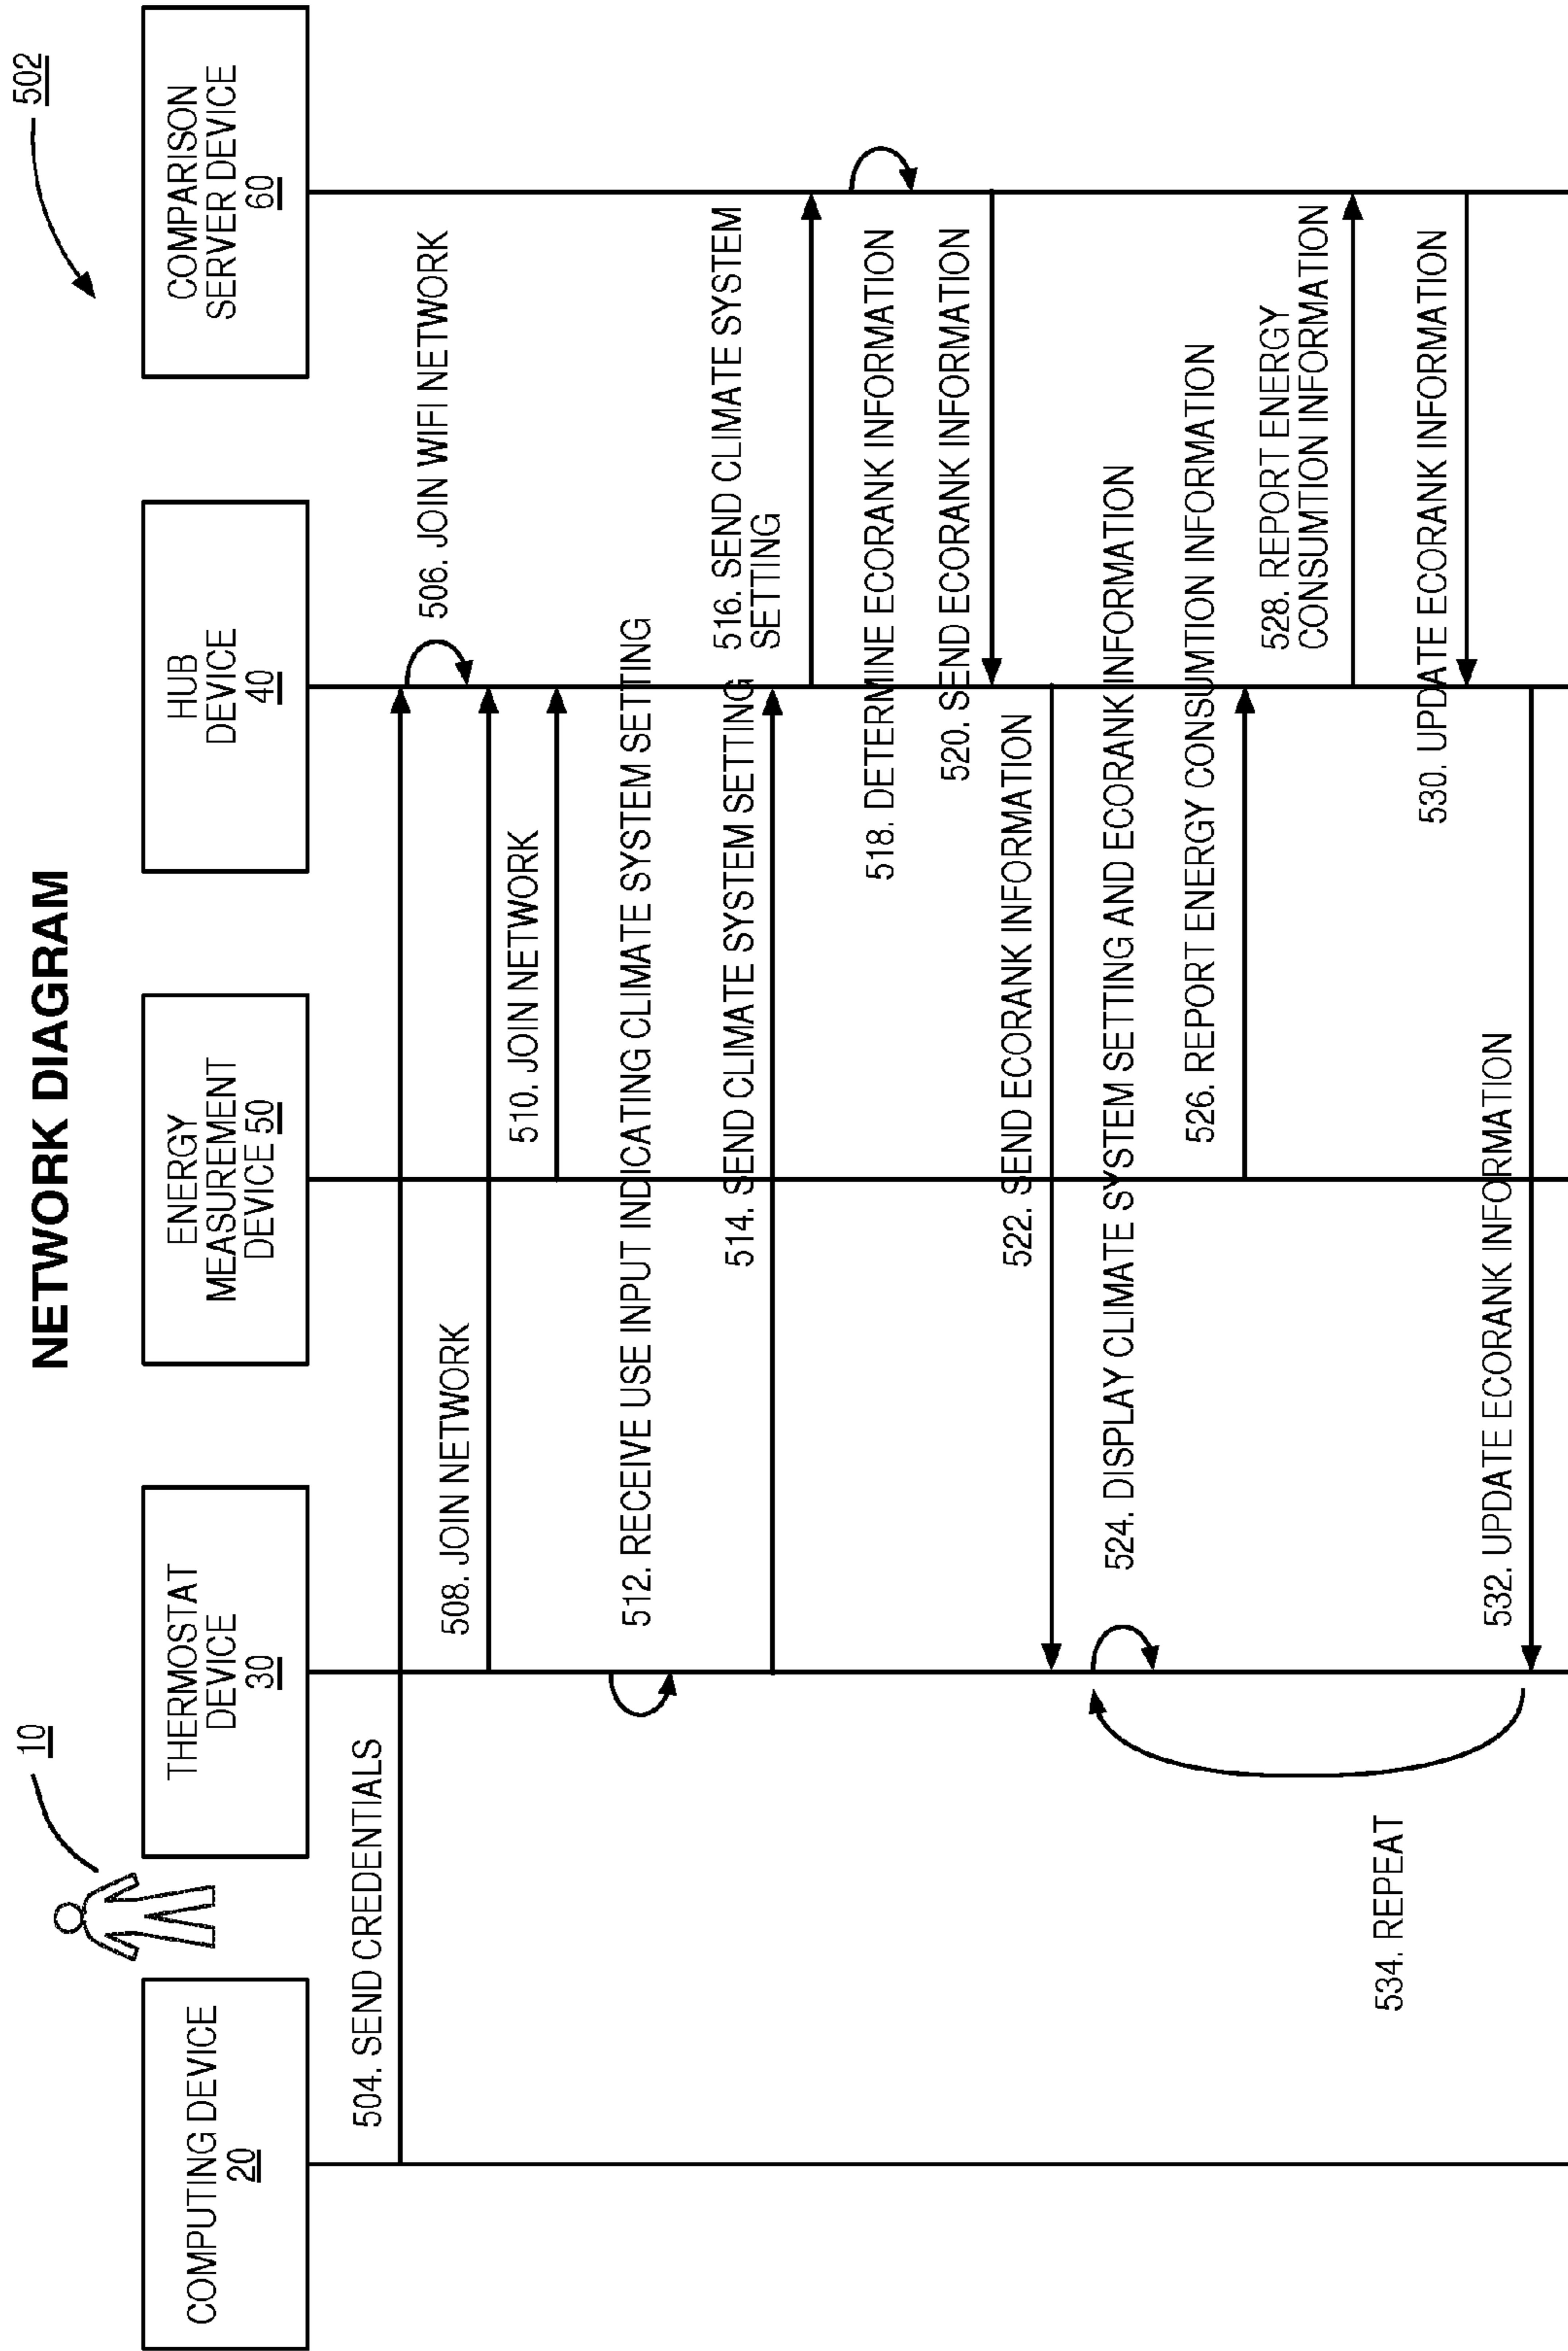 NETWORK DIAGRAM
502
10
COMPUTING DEVICE
20
THERMOSTAT
DEVICE
30
ENERGY
MEASUREMENT
DEVICE 50
HUB
DEVICE
40
COMPARISON
SERVER DEVICE
60
504. SEND CREDENTIALS
506. JOIN WIFI NETWORK
508. JOIN NETWORK
510. JOIN NETWORK
512. RECEIVE USE INPUT INDICATING CLIMATE SYSTEM SETTING
514. SEND CLIMATE SYSTEM SETTING
516. SEND CLIMATE SYSTEM
SETTING
518. DETERMINE ECORANK INFORMATION
520. SEND ECORANK INFORMATION
522. SEND ECORANK INFORMATION
524. DISPLAY CLIMATE SYSTEM SETTING AND ECORANK INFORMATION
526. REPORT ENERGY CONSUMTION INFORMATION
528. REPORT ENERGY
CONSUMTION INFORMATION
530. UPDATE ECORANK INFORMATION
532. UPDATE ECORANK INFORMATION
534. REPEAT